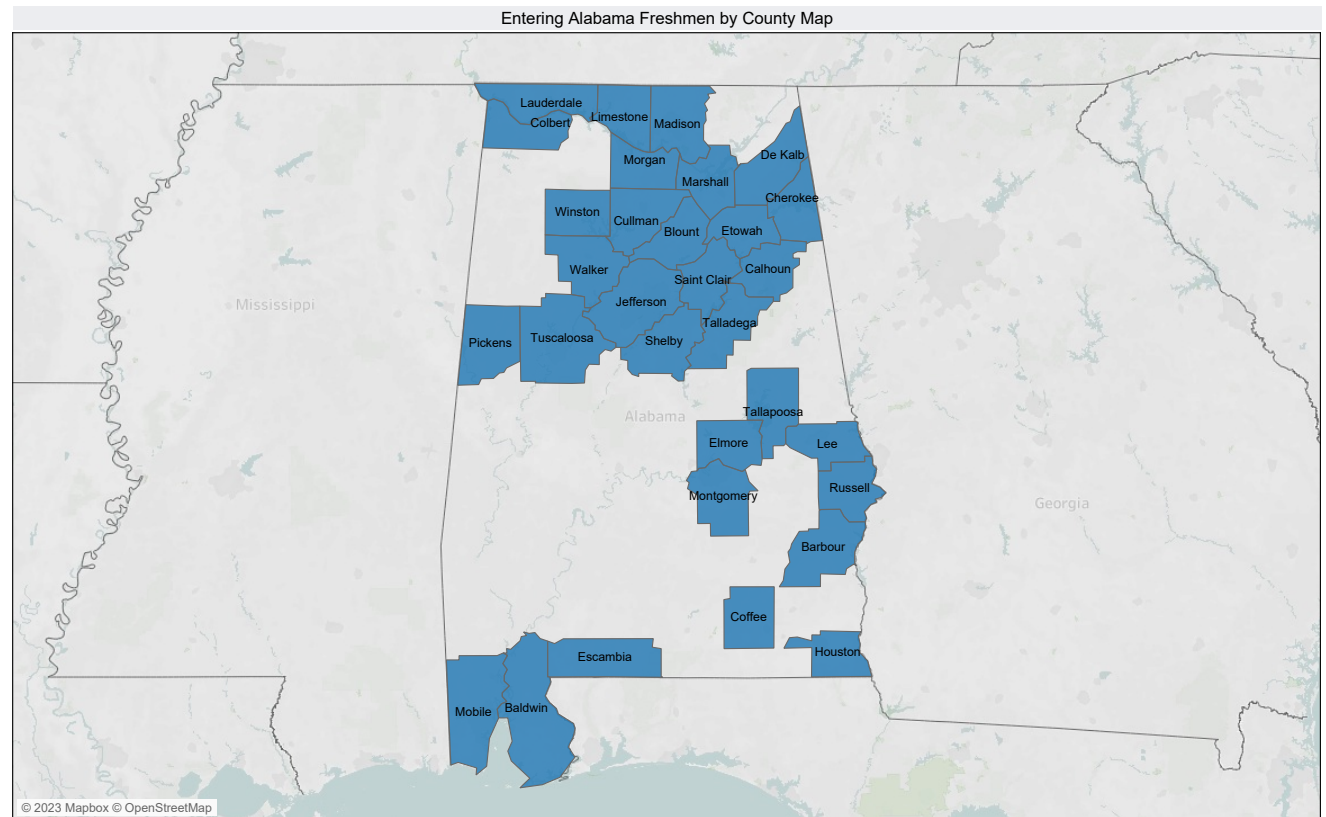 Entering Alabama Freshmen by County Map
Lauderdale
Limestone
Colbert
Madison
De Kalb
Morgan
Marshall
Cherokee
Winston
Cullman
Blount
Etowah
Walker
Saint Clair
Calhoun
Mississippi
Jefferson
Talladega
Pickens
Tuscaloosa
Shelby
Alabama
Tallapoosa
Elmore
Lee
Montgomery
Russell
Georgia
Barbour
Coffee
Houston
Escambia
Mobile
Baldwin
© 2023 Mapbox © OpenStreetMap